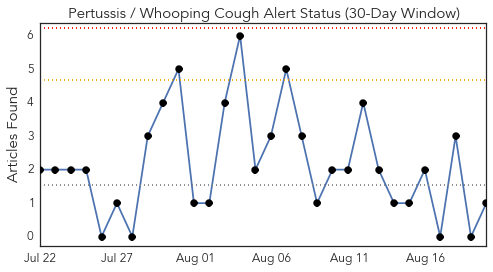 Pertussis / Whooping Cough Alert Status (30-Day Window)
Articles Found
6
5
4
3
2
1
0
Jul 22 Jul 27 Aug 01 Aug 06 Aug 11 Aug 16